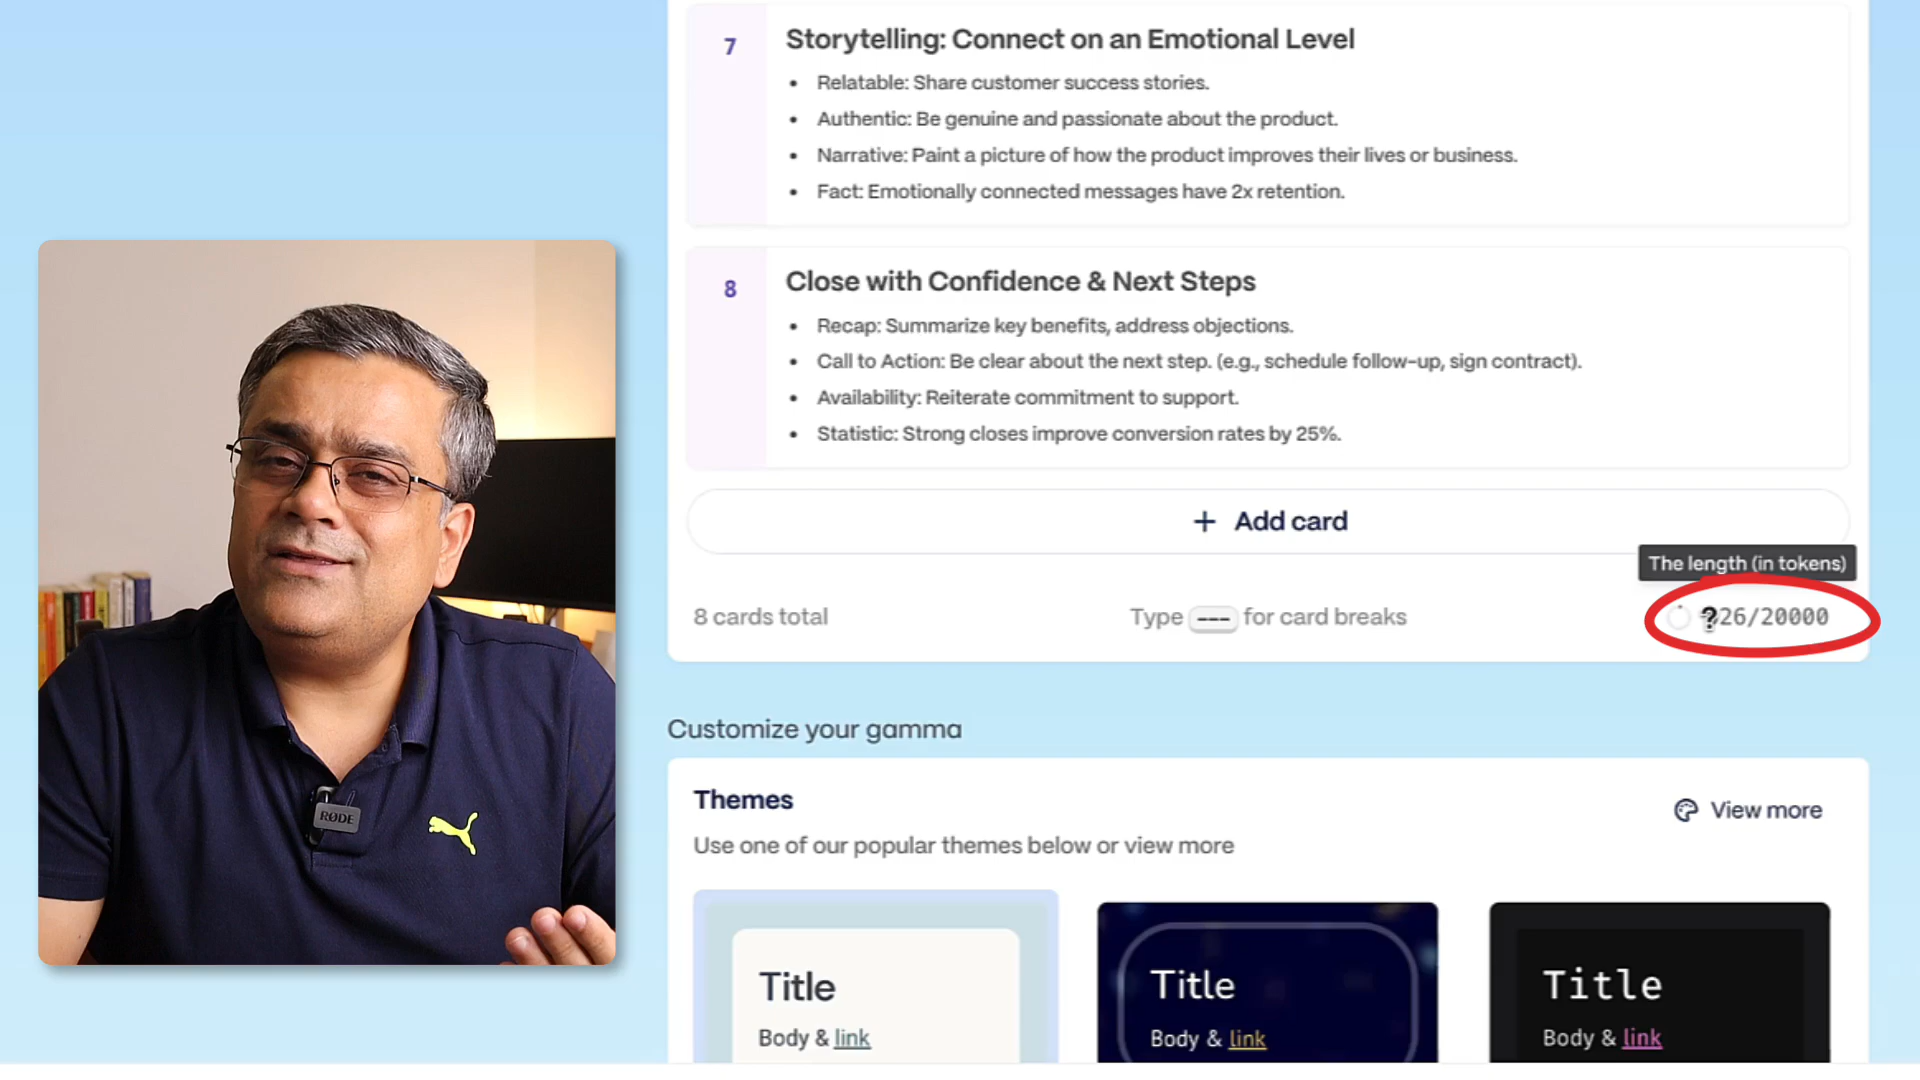 7
Storytelling: Connect on an Emotional Level
• Relatable: Share customer success stories.
• Authentic: Be genuine and passionate about the product.
• Narrative: Paint a picture of how the product improves their lives or business.
• Fact: Emotionally connected messages have 2x retention.
8
Close with Confidence & Next Steps
• Recap: Summarize key benefits, address objections.
• Call to Action: Be clear about the next step. (e.g., schedule follow-up, sign contract).
• Availability: Reiterate commitment to support.
• Statistic: Strong closes improve conversion rates by 25%.
+ Add card
The length (in tokens)
8 cards total
Type --- for card breaks
26/20000
Customize your gamma
Themes
View more
Use one of our popular themes below or view more
Title
Body & link
Title
Body & link
Title
Body & link
RØDE